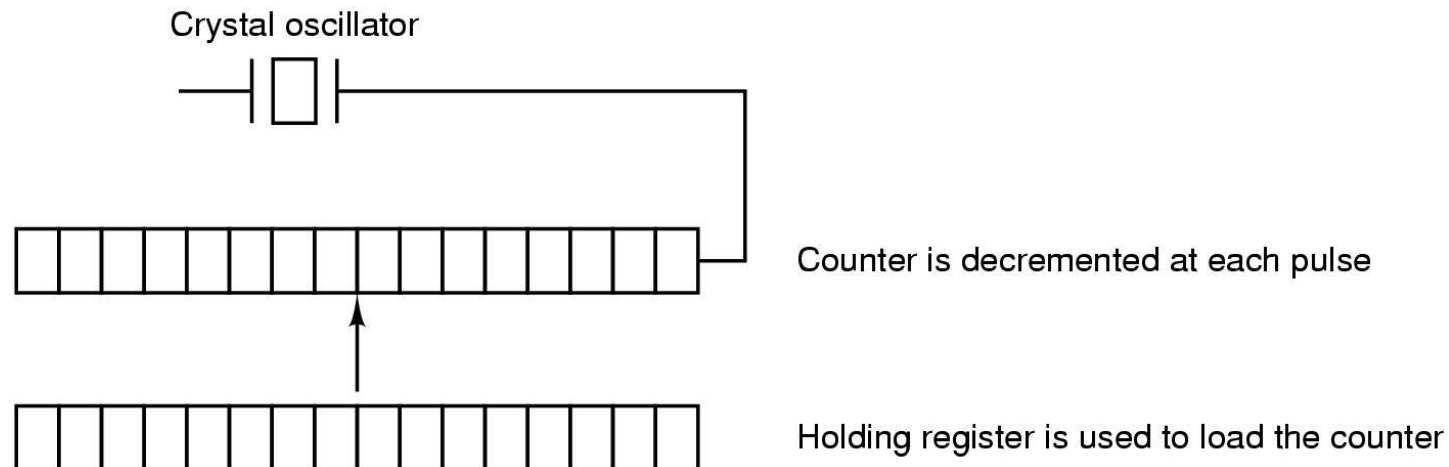 Crystal oscillator
Counter is decremented at each pulse
Holding register is used to load the counter